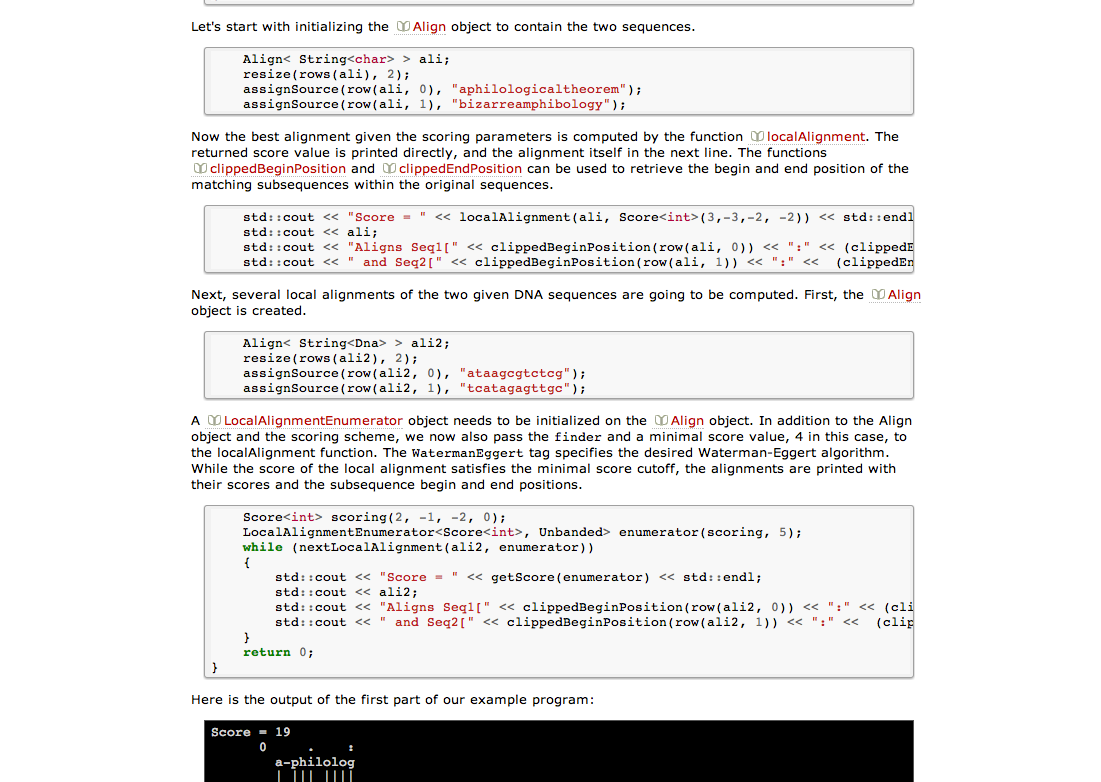 Let's start with initializing the Align object to contain the two sequences.
Align< String<char> > ali;
resize(rows(ali), 2);
assignSource(row(ali, 0), "aphilologicaltheorem");
assignSource(row(ali, 1), "bizarreamphibology");
Now the best alignment given the scoring parameters is computed by the function localAlignment. The
returned score value is printed directly, and the alignment itself in the next line. The functions
clippedBeginPosition and clippedEndPosition can be used to retrieve the begin and end position of the
matching subsequences within the original sequences.
std::cout << "Score = " << localAlignment(ali, Score<int>(3,-3,-2, -2)) << std::endl
std::cout << ali;
std::cout << "Aligns Seq1[" << clippedBeginPosition(row(ali, 0)) << ":" << (clippedE
std::cout << " and Seq2[" << clippedBeginPosition(row(ali, 1)) << ":" <<  (clippedEn
Next, several local alignments of the two given DNA sequences are going to be computed. First, the Align
object is created.
Align< String<Dna> > ali2;
resize(rows(ali2), 2);
assignSource(row(ali2, 0), "ataagcgtctcg");
assignSource(row(ali2, 1), "tcatagagttgc");
A LocalAlignmentEnumerator object needs to be initialized on the Align object. In addition to the Align
object and the scoring scheme, we now also pass the finder and a minimal score value, 4 in this case, to
the localAlignment function. The WatermanEggert tag specifies the desired Waterman-Eggert algorithm.
While the score of the local alignment satisfies the minimal score cutoff, the alignments are printed with
their scores and the subsequence begin and end positions.
Score<int> scoring(2, -1, -2, 0);
LocalAlignmentEnumerator<Score<int>, Unbanded> enumerator(scoring, 5);
while (nextLocalAlignment(ali2, enumerator))
{
std::cout << "Score = " << getScore(enumerator) << std::endl;
std::cout << ali2;
std::cout << "Aligns Seq1[" << clippedBeginPosition(row(ali2, 0)) << ":" << (cli
std::cout << " and Seq2[" << clippedBeginPosition(row(ali2, 1)) << ":" <<  (clip
}
return 0;
}
Here is the output of the first part of our example program:
Score = 19
0     .    :
a-philolog
| ||| ||||